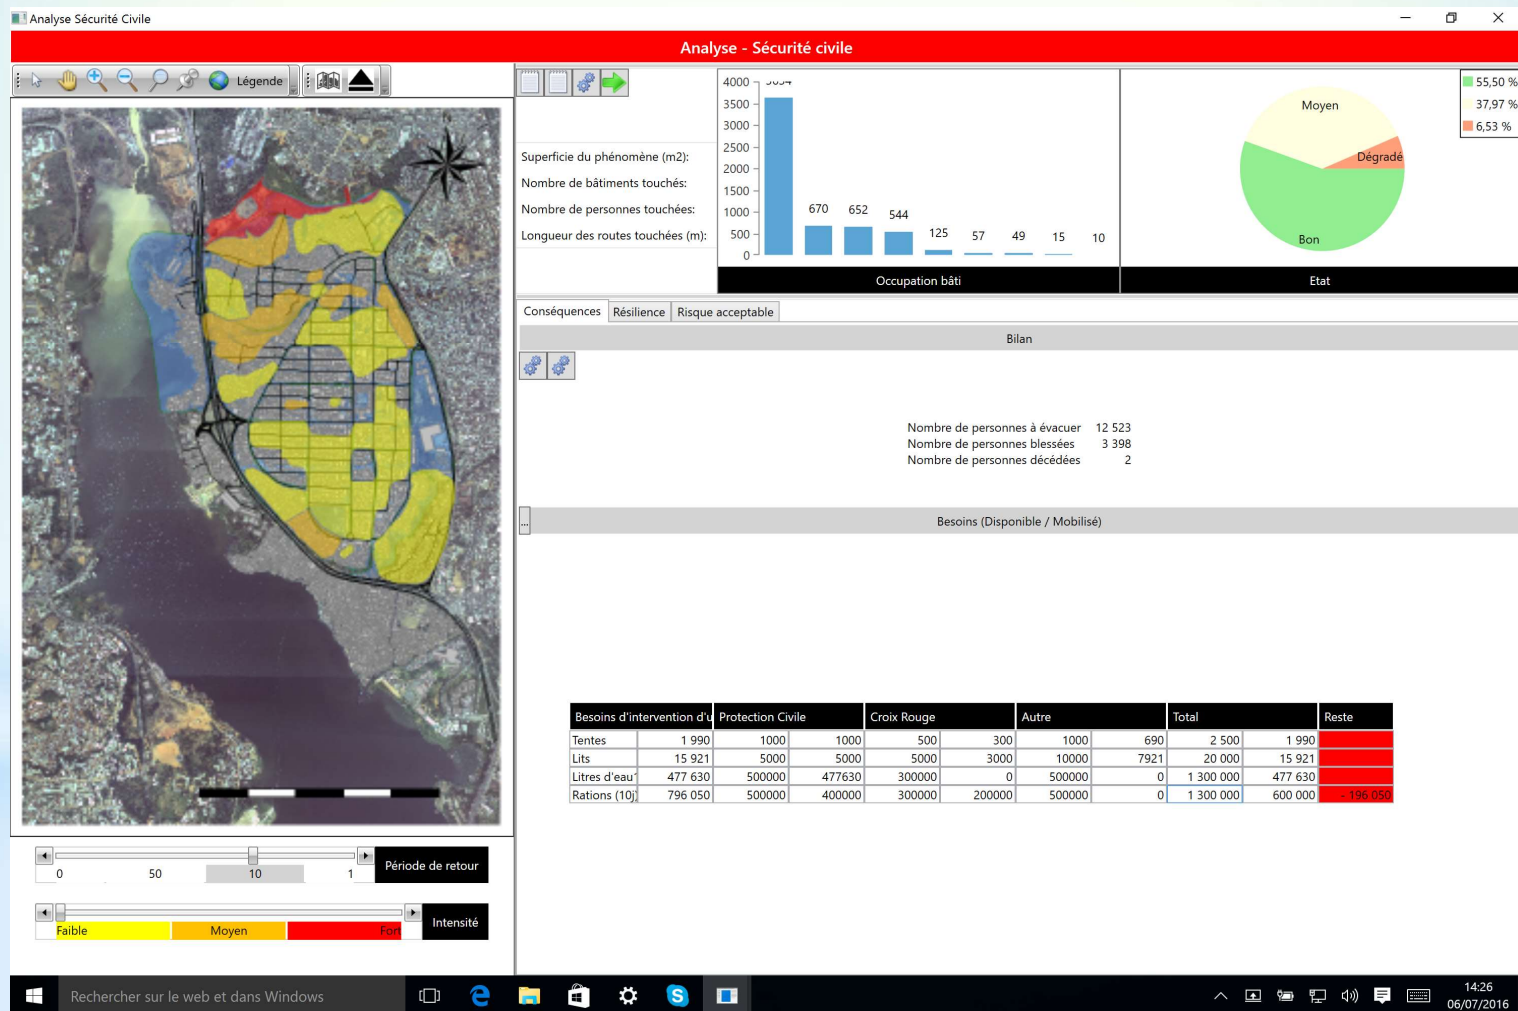 Analyse Sécurité Civile
Analyse - Sécurité civile
Légende
Superficie du phénomène (m2):
Nombre de bâtiments touchés:
Nombre de personnes touchées:
Longueur des routes touchées (m):
4000
3500
3000
2500
2000
1500
1000
500
0
670 652 544 125 57 49 15 10
Occupation bâti
Moyen
Dégradé
Bon
55,50 %
37,97 %
6,53 %
Etat
Conséquences Résilience Risque acceptable
Bilan
Nombre de personnes à évacuer 12 523
Nombre de personnes blessées 3 398
Nombre de personnes décédées 2
...
Besoins (Disponible / Mobilisé)
Besoins d'intervention d'u Protection Civile Croix Rouge Autre Total Reste
Tentes 1 990 1000 1000 500 300 1000 690 2 500 1 990
Lits 15 921 5000 5000 5000 3000 10000 7921 20 000 15 921
Litres d'eau 477 630 500000 477630 300000 0 500000 0 1 300 000 477 630
Rations (10j) 796 050 500000 400000 300000 200000 500000 0 1 300 000 600 000 - 196 050
0 50 10 1
Période de retour
Faible Moyen Fort
Intensité
Rechercher sur le web et dans Windows
14:26
06/07/2016